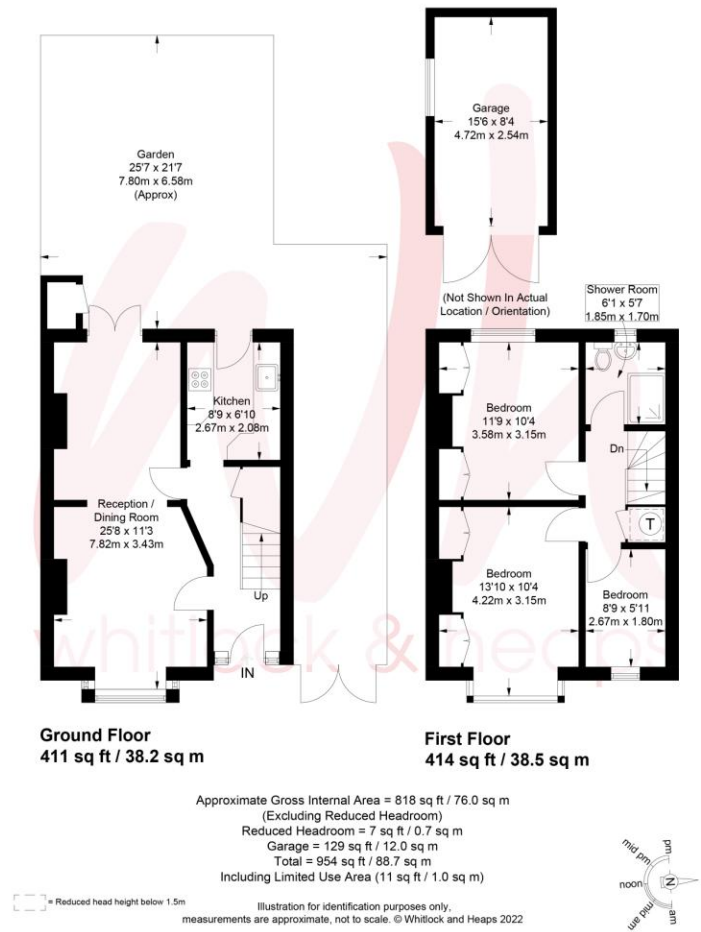 Garage
15'6 x 8'4
4.72m x 2.54m
Garden
25'7 x 21'7
7.80m x 6.58m
(Approx)
(Not Shown In Actual
Location / Orientation)
Shower Room
6'1 x 5'7
1.85m x 1.70m
Kitchen
8'9 x 6'10
2.67m x 2.08m
Bedroom
11'9 x 10'4
3.58m x 3.15m
Dn
T
Reception /
Dining Room
25'8 x 11'3
7.82m x 3.43m
Up
Bedroom
13'10 x 10'4
4.22m x 3.15m
Bedroom
8'9 x 5'11
2.67m x 1.80m
whitlock & heaps
IN
Ground Floor
411 sq ft / 38.2 sq m
First Floor
414 sq ft / 38.5 sq m
Approximate Gross Internal Area = 818 sq ft / 76.0 sq m
(Excluding Reduced Headroom)
Reduced Headroom = 7 sq ft / 0.7 sq m
Garage = 129 sq ft / 12.0 sq m
Total = 954 sq ft / 88.7 sq m
Including Limited Use Area (11 sq ft / 1.0 sq m)
= Reduced head height below 1.5m
Illustration for identification purposes only,
measurements are approximate, not to scale. © Whitlock and Heaps 2022
pm
mid pm
noon
N
mid am
am